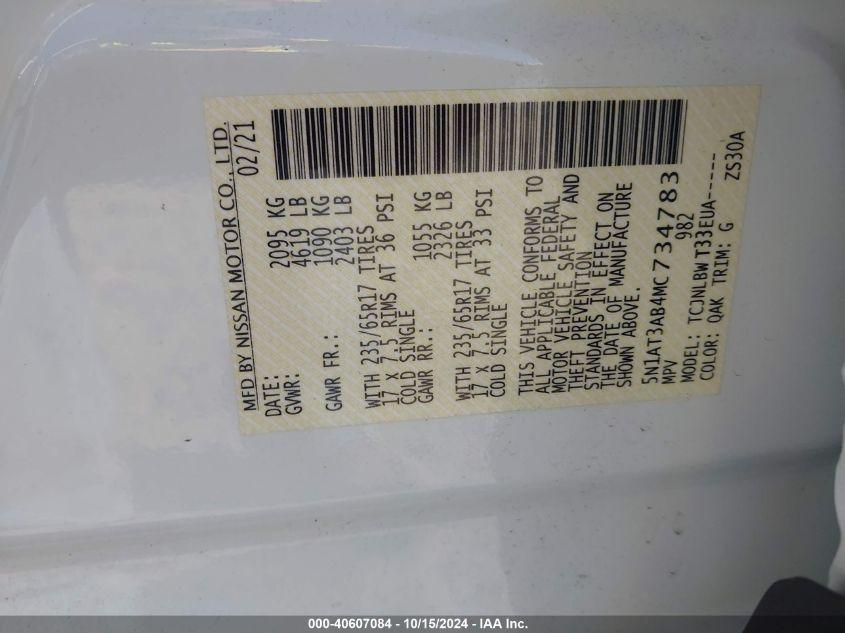 MFD BY NISSAN MOTOR CO., LTD.
DATE: 02/21
GVWR: 2095 KG
4619 LB
GAWR FR.: 1090 KG
2403 LB
WITH 235/65R17 TIRES
17 X 7.5 RIMS AT 36 PSI
COLD SINGLE
GAWR RR.: 1055 KG
2326 LB
WITH 235/65R17 TIRES
17 X 7.5 RIMS AT 33 PSI
COLD SINGLE
THIS VEHICLE CONFORMS TO
ALL APPLICABLE FEDERAL
MOTOR VEHICLE SAFETY AND
THEFT PREVENTION
STANDARDS IN EFFECT ON
THE DATE OF MANUFACTURE
SHOWN ABOVE.
5N1AT3AB4MC734783
MPV 982
MODEL: TCJNLBW T33EUA-----
COLOR: QAK TRIM: G ZS30A
000-40607084 - 10/15/2024 - IAA Inc.